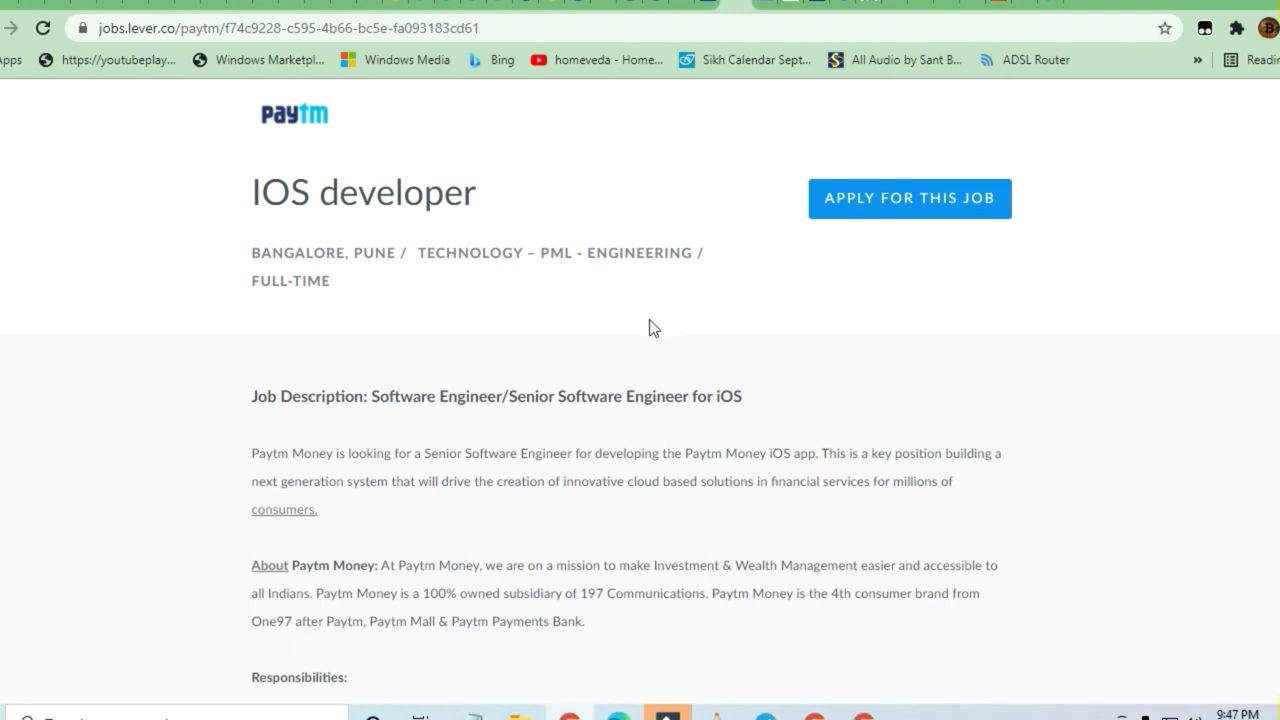 jobs.lever.co/paytm/f74c9228-c595-4b66-bc5e-fa093183cd61
Apps https://youtubeplay... Windows Marketpl... Windows Media Bing homeveda - Home... Sikh Calendar Sept... All Audio by Sant B... ADSL Router » Readin
paytm
IOS developer
APPLY FOR THIS JOB
BANGALORE, PUNE / TECHNOLOGY – PML - ENGINEERING /
FULL-TIME
Job Description: Software Engineer/Senior Software Engineer for iOS
Paytm Money is looking for a Senior Software Engineer for developing the Paytm Money iOS app. This is a key position building a
next generation system that will drive the creation of innovative cloud based solutions in financial services for millions of
consumers.
About Paytm Money: At Paytm Money, we are on a mission to make Investment & Wealth Management easier and accessible to
all Indians. Paytm Money is a 100% owned subsidiary of 197 Communications. Paytm Money is the 4th consumer brand from
One97 after Paytm, Paytm Mall & Paytm Payments Bank.
Responsibilities:
9:47 PM